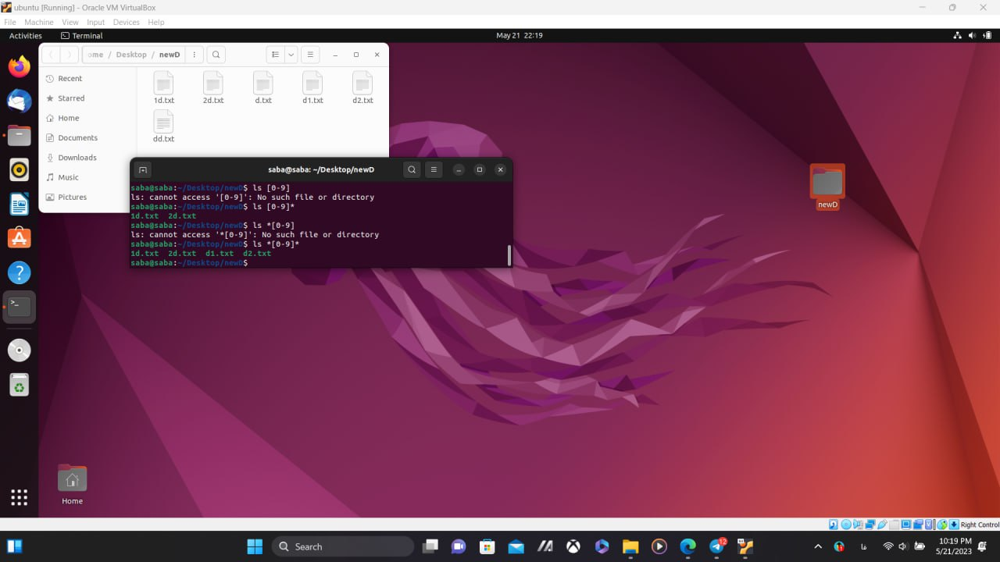 ubuntu [Running] - Oracle VM VirtualBox
File Machine View Input Devices Help
Activities Terminal May 21 22:19
ome / Desktop / newD
Recent
Starred
Home
Documents
Downloads
Music
Pictures
1d.txt 2d.txt d.txt d1.txt d2.txt
dd.txt
saba@saba: ~/Desktop/newD
saba@saba:~/Desktop/newD$ ls [0-9]
ls: cannot access '[0-9]': No such file or directory
saba@saba:~/Desktop/newD$ ls [0-9]*
1d.txt 2d.txt
saba@saba:~/Desktop/newD$ ls *[0-9]
ls: cannot access '*[0-9]': No such file or directory
saba@saba:~/Desktop/newD$ ls *[0-9]*
1d.txt 2d.txt d1.txt d2.txt
saba@saba:~/Desktop/newD$
newD
Home
Right Control
Search
12
فا
10:19 PM
5/21/2023